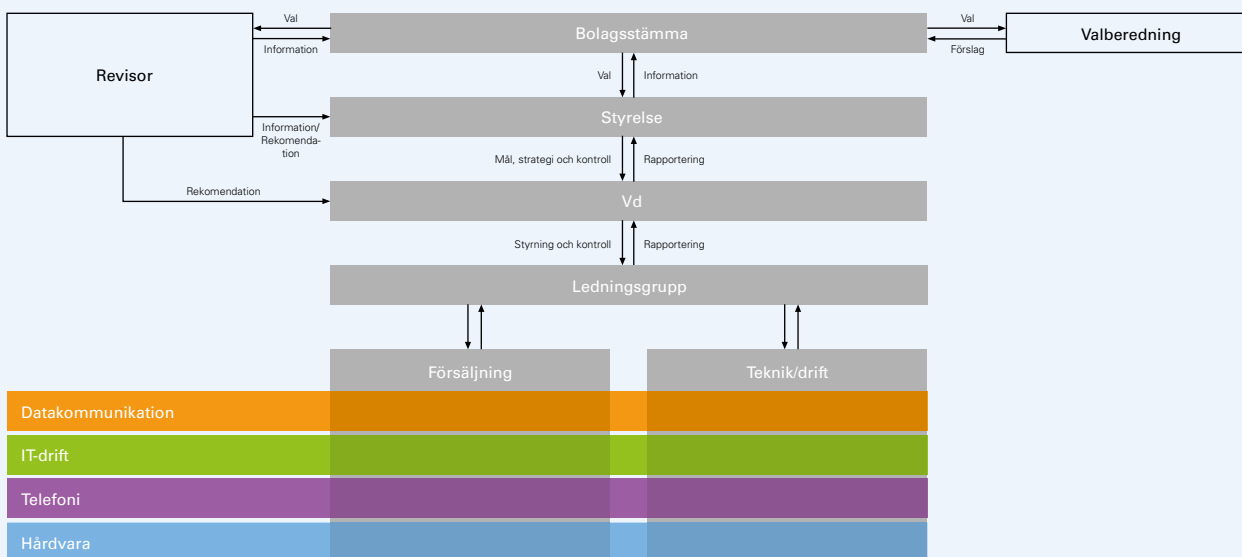 Val
Val
Bolagsstämma
Valberedning
Information
Förslag
Revisor
Val
Information
Styrelse
Information/
Rekomenda-
tion
Mål, strategi och kontroll
Rapportering
Rekomendation
Vd
Styrning och kontroll
Rapportering
Ledningsgrupp
Försäljning
Teknik/drift
Datakommunikation
IT-drift
Telefoni
Hårdvara